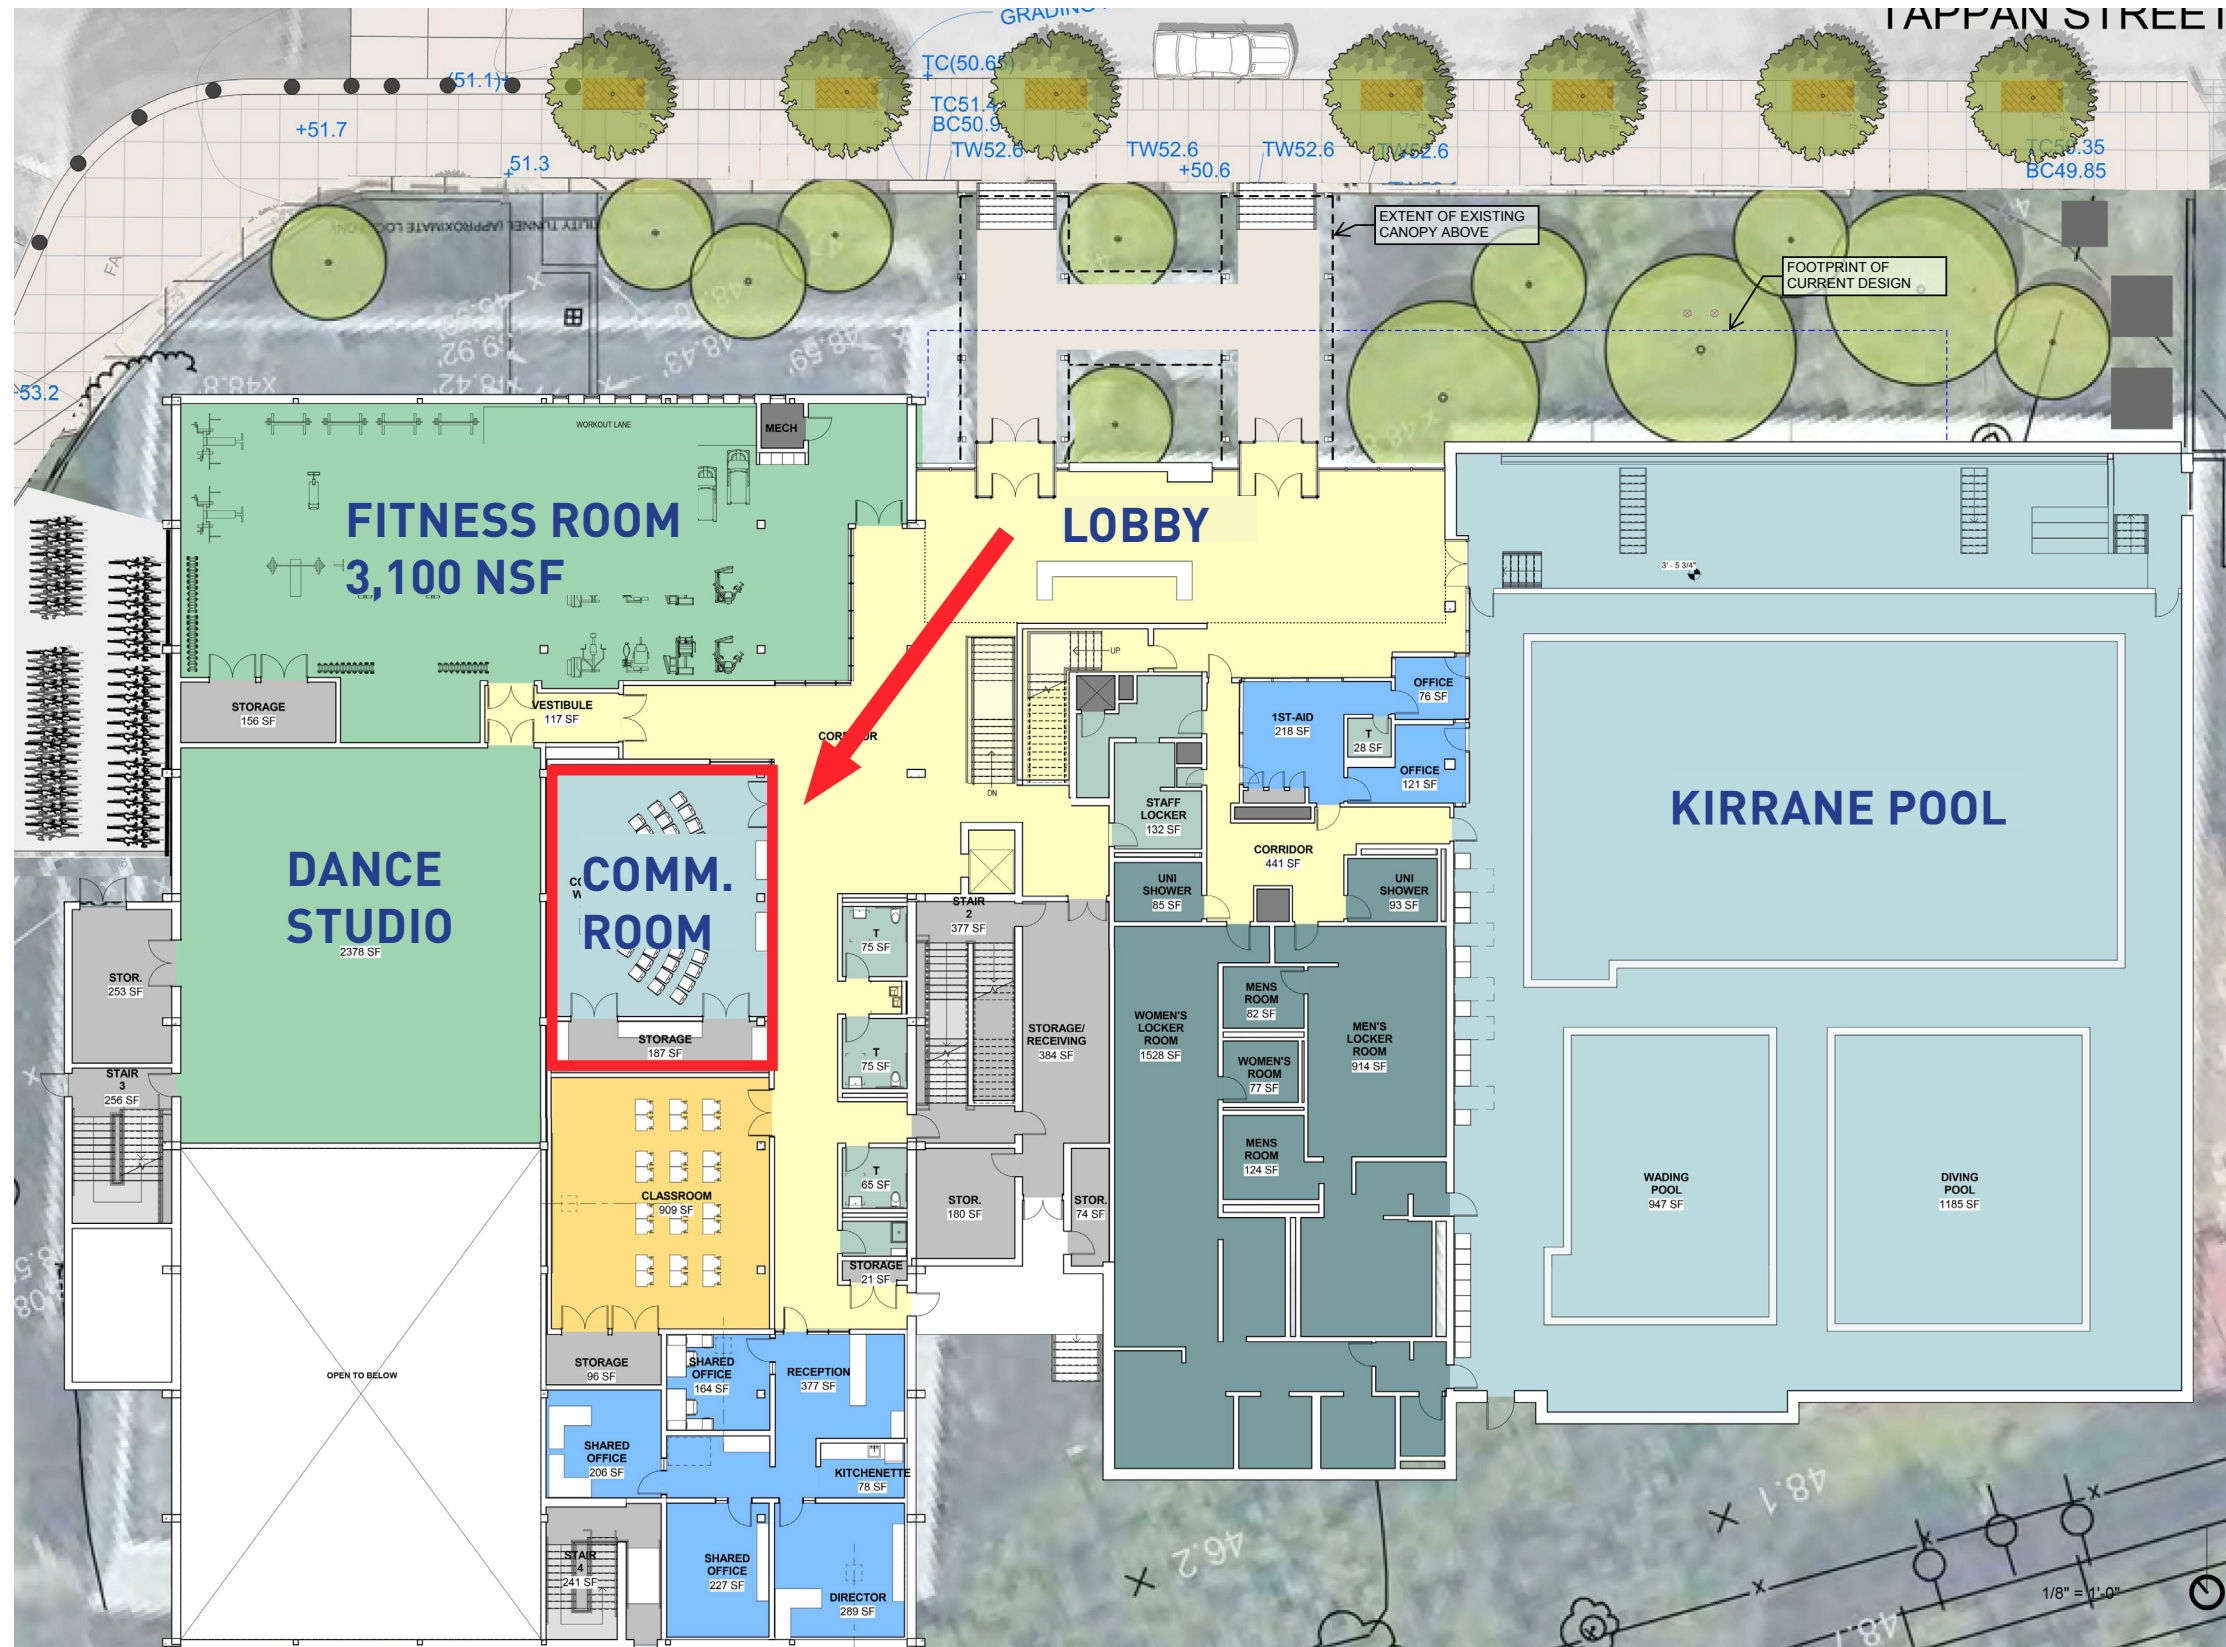 TAPPAN STREET
TC(50.65)
(51.1)
+51.7
51.3
TW52.6
TW52.6
+50.6
TW52.6
TW52.6
TC50.35
BC49.85
UTILITY TUNNEL (APPROXIMATE LOCATION)
FA
EXTENT OF EXISTING
CANOPY ABOVE
FOOTPRINT OF
CURRENT DESIGN
53.2
WORKOUT LANE
MECH
FITNESS ROOM
3,100 NSF
LOBBY
3' - 5 3/4"
UP
STORAGE
156 SF
VESTIBULE
117 SF
DN
OFFICE
76 SF
1ST-AID
218 SF
T
28 SF
OFFICE
121 SF
STAFF
LOCKER
132 SF
KIRRANE POOL
CORRIDOR
441 SF
DANCE
STUDIO
2378 SF
COMM.
ROOM
UNI
SHOWER
85 SF
UNI
SHOWER
93 SF
STAIR
2
377 SF
T
75 SF
STOR.
253 SF
MENS
ROOM
82 SF
WOMEN'S
LOCKER
ROOM
1528 SF
MEN'S
LOCKER
ROOM
914 SF
STORAGE
187 SF
T
75 SF
STORAGE/
RECEIVING
384 SF
WOMEN'S
ROOM
77 SF
STAIR
3
256 SF
MENS
ROOM
124 SF
T
65 SF
CLASSROOM
909 SF
STOR.
180 SF
STOR.
74 SF
WADING
POOL
947 SF
DIVING
POOL
1185 SF
STORAGE
21 SF
STORAGE
96 SF
SHARED
OFFICE
164 SF
RECEPTION
377 SF
OPEN TO BELOW
SHARED
OFFICE
206 SF
KITCHENETTE
78 SF
STAIR
4
241 SF
SHARED
OFFICE
227 SF
DIRECTOR
289 SF
46.2
48.1
1/8" = 1'-0"